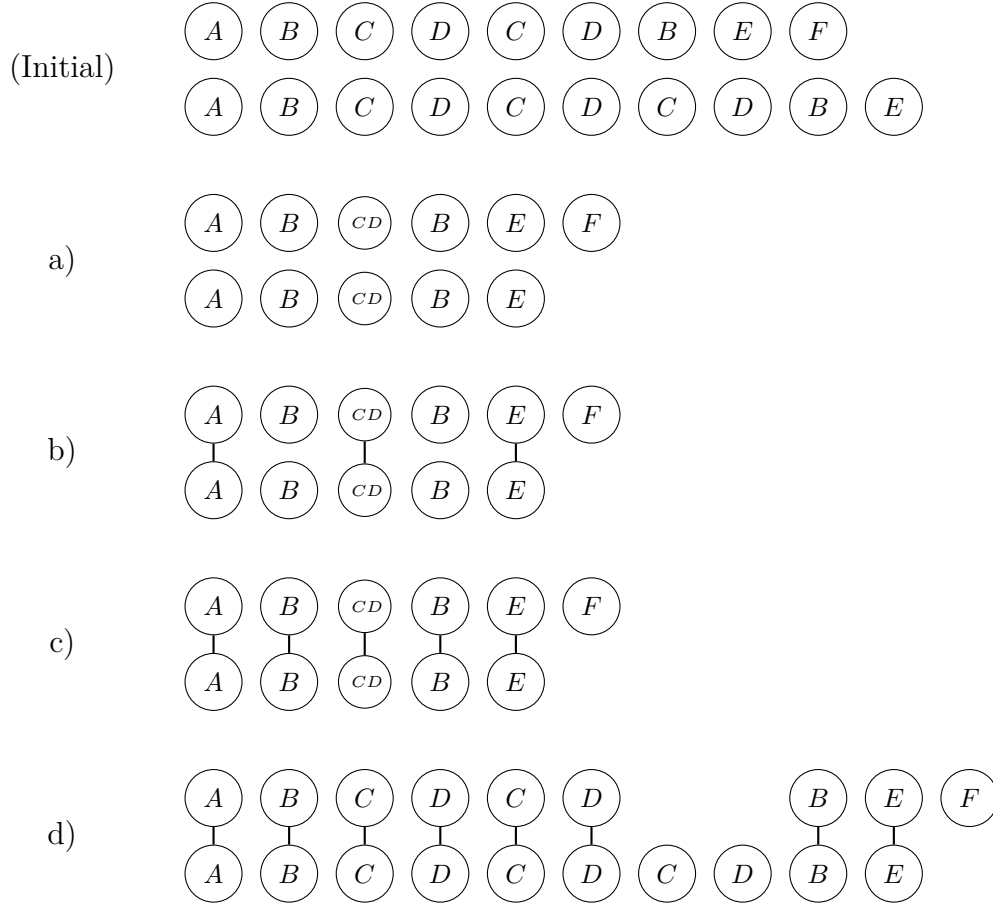 A B C D C D B E F
(Initial)
A B C D C D C D B E
A B CD B E F
a)
A B CD B E
A B CD B E F
b)
A B CD B E
A B CD B E F
c)
A B CD B E
A B C D C D B E F
d)
A B C D C D C D B E